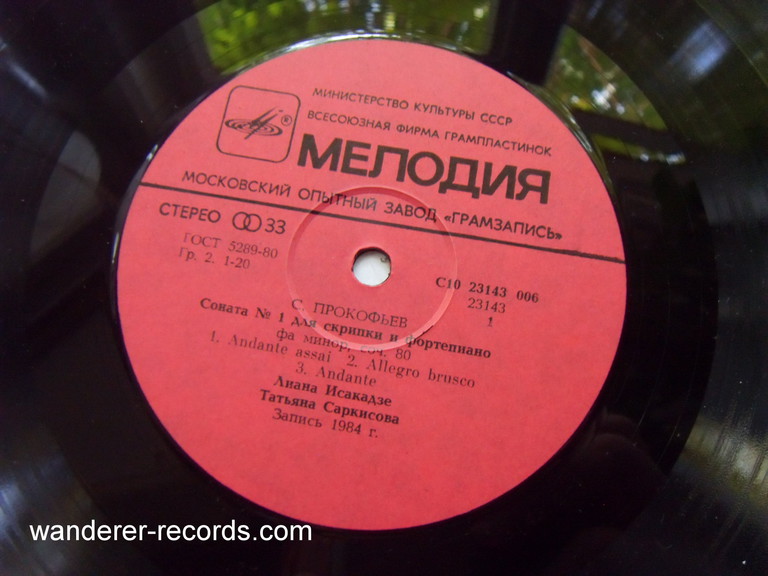 МИНИСТЕРСТВО КУЛЬТУРЫ СССР
ВСЕСОЮЗНАЯ ФИРМА ГРАМПЛАСТИНОК
®
МЕЛОДИЯ
МОСКОВСКИЙ ОПЫТНЫЙ ЗАВОД «ГРАМЗАПИСЬ»
СТЕРЕО 33
ГОСТ 5289-80
Гр. 2. 1-20
С10 23143 006
23143
1
С. ПРОКОФЬЕВ
Соната № 1 для скрипки и фортепиано
фа минор, соч. 80
1. Andante assai 2. Allegro brusco
3. Andante
Лиана Исакадзе
Татьяна Саркисова
Запись 1984 г.
wanderer-records.com